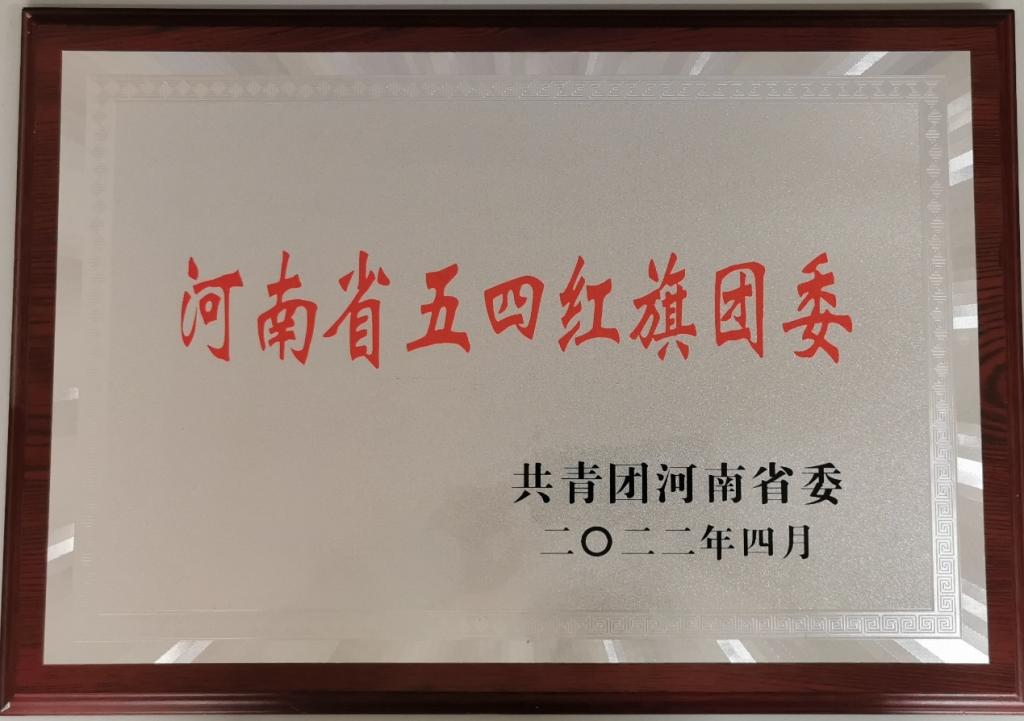 河南省五四红旗团委
共青团河南省委
二〇二二年四月